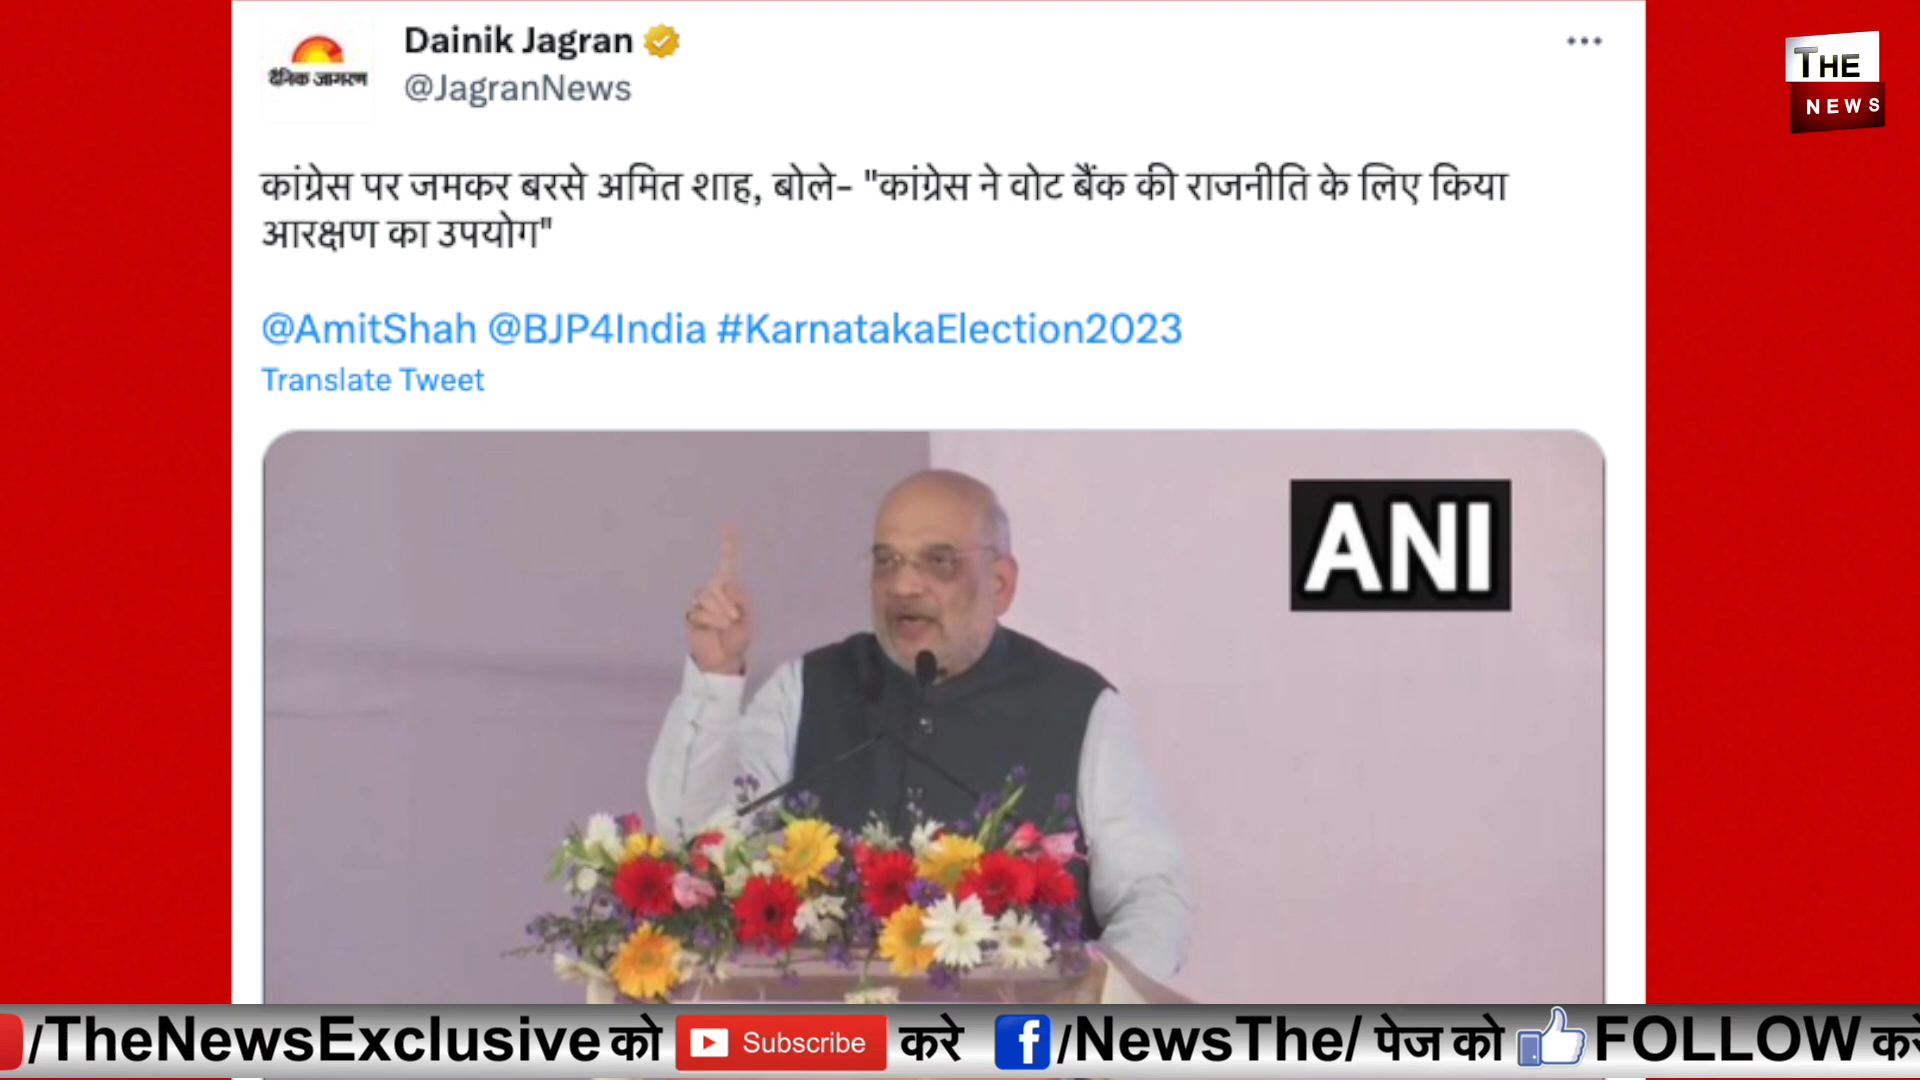 दैनिक जागरण
Dainik Jagran
@JagranNews
THE
NEWS
कांग्रेस पर जमकर बरसे अमित शाह, बोले- "कांग्रेस ने वोट बैंक की राजनीति के लिए किया
आरक्षण का उपयोग"
@AmitShah @BJP4India #KarnatakaElection2023
Translate Tweet
ANI
/TheNewsExclusive को Subscribe करे f /NewsThe/ पेज को FOLLOW करे